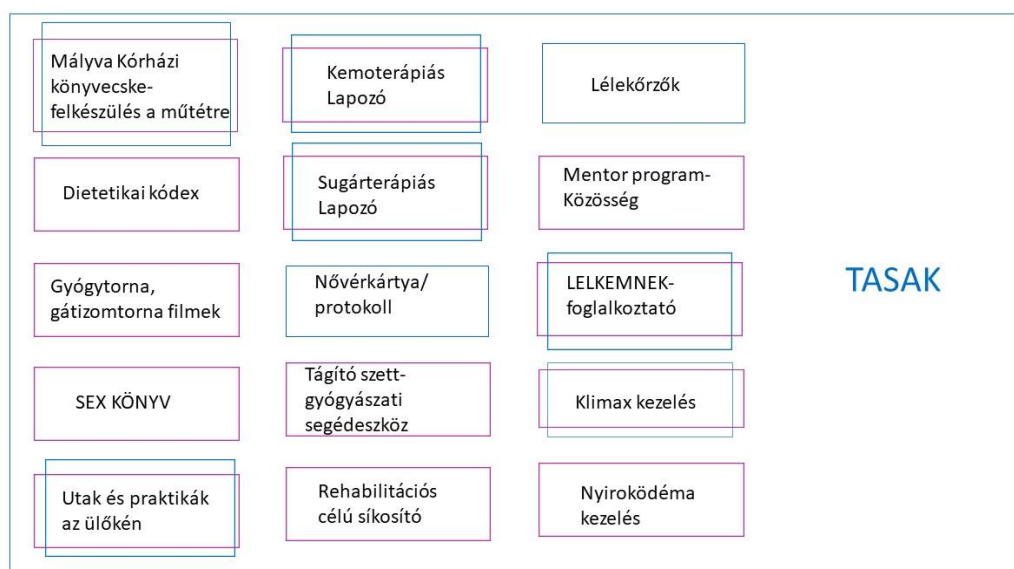 Mályva Kórházi
könyvecske-
felkészülés a műtétre
Kemoterápiás
Lapozó
Lélekőrzők
Dietetikai kódex
Sugárterápiás
Lapozó
Mentor program-
Közösség
Gyógytorna,
gátizomtorna filmek
Nővérkártya/
protokoll
LELKEMNEK-
foglalkoztató
TASAK
SEX KÖNYV
Tágító szett-
gyógyászati
segédeszköz
Klimax kezelés
Utak és praktikák
az ülőkén
Rehabilitációs
célú síkosító
Nyiroködéma
kezelés